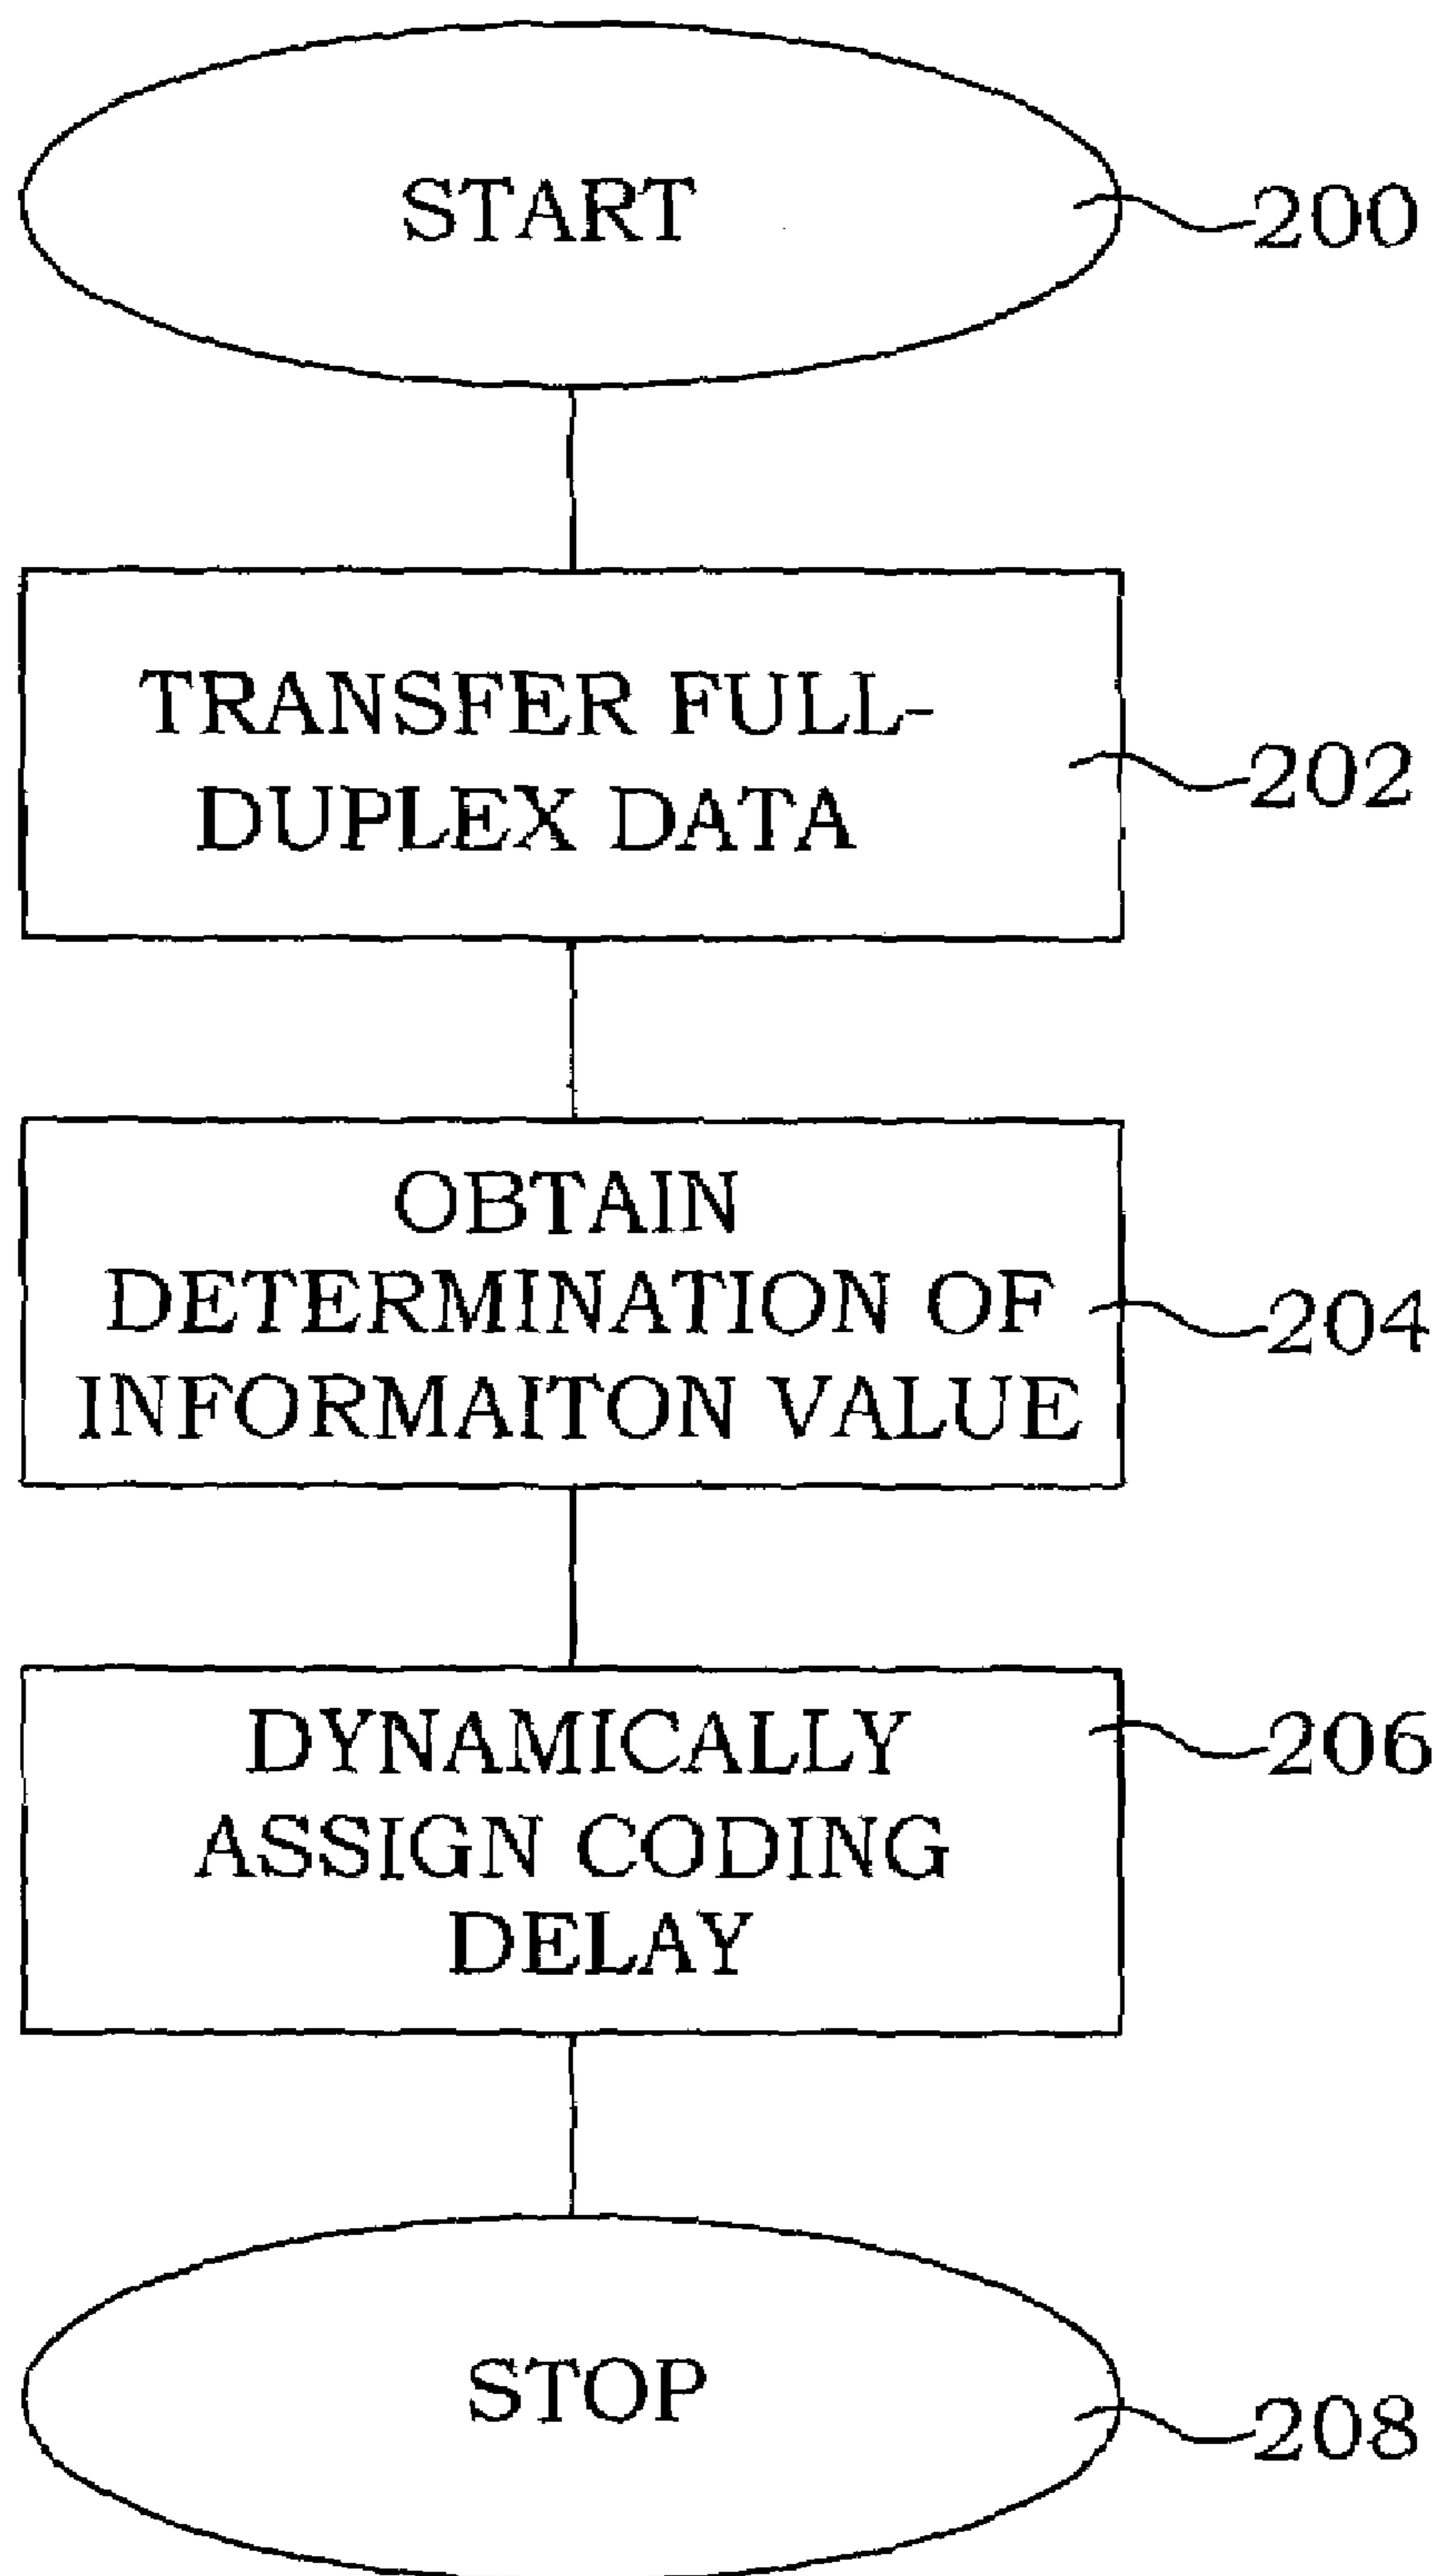 START
200
TRANSFER FULL-
DUPLEX DATA
202
OBTAIN
DETERMINATION OF
INFORMAITON VALUE
204
DYNAMICALLY
ASSIGN CODING
DELAY
206
STOP
208